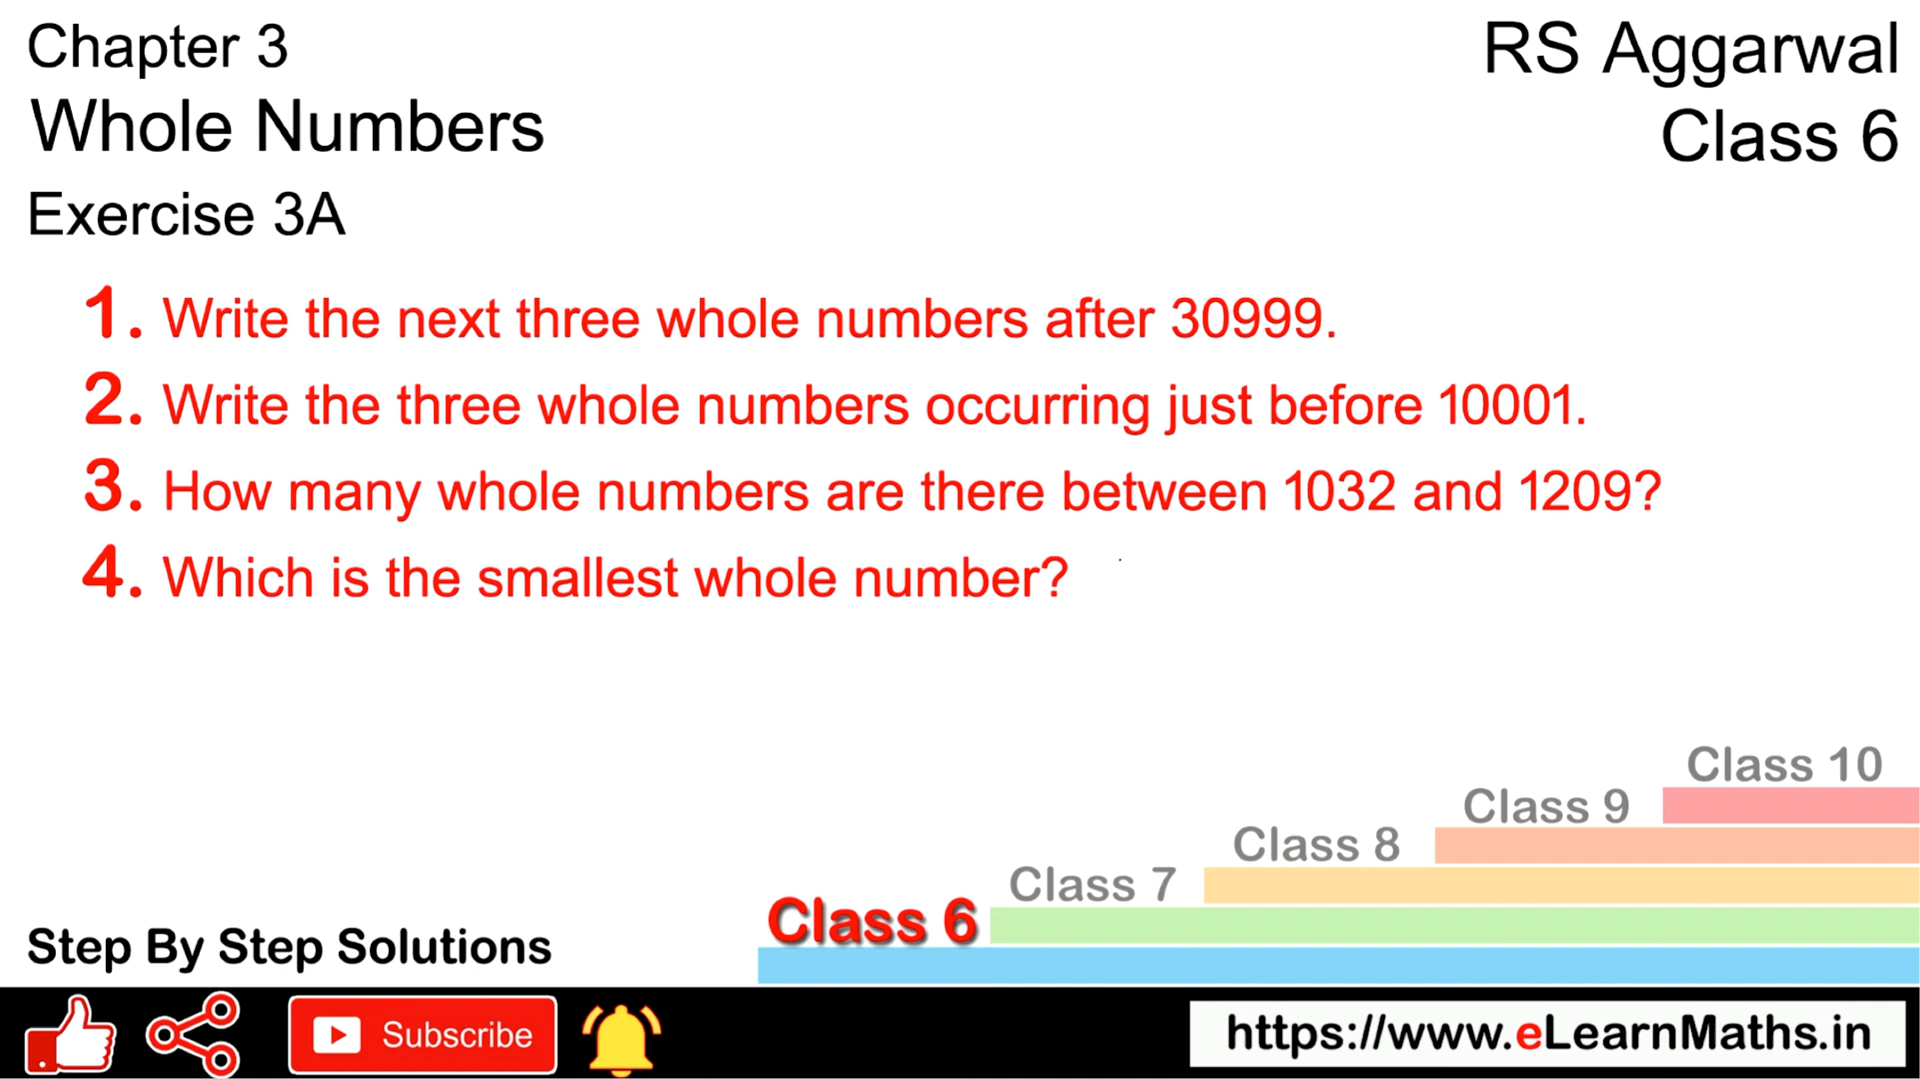 Chapter 3
RS Aggarwal
Whole Numbers
Class 6
Exercise 3A
1. Write the next three whole numbers after 30999.
2. Write the three whole numbers occurring just before 10001.
3. How many whole numbers are there between 1032 and 1209?
4. Which is the smallest whole number?
Class 10
Class 9
Class 8
Class 7
Class 6
Step By Step Solutions
Subscribe
https://www.eLearnMaths.in